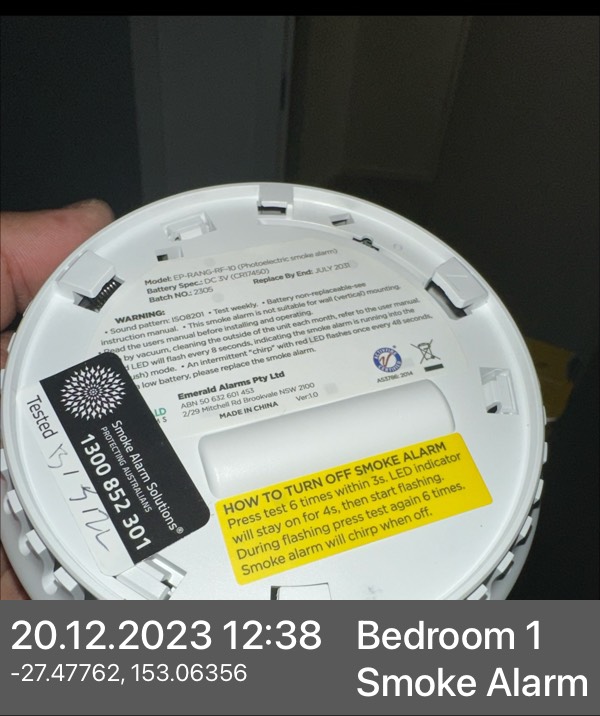 Model: EP-RANG-RF-10 (Photoelectric smoke alarm)
Battery Spec.: DC 3V (CR17450)
Batch NO.: 2305
Replace By End: JULY 2031
WARNING:
• Sound pattern: ISO8201 • Test weekly. • Battery non-replaceable-see
instruction manual. • This smoke alarm is not suitable for wall (vertical) mounting.
Read the users manual before installing and operating.
by vacuum, cleaning the outside of the unit each month, refer to the user manual.
LED will flash every 8 seconds, indicating the smoke alarm is running into the
ush) mode. • An intermittent "chirp" with red LED flashes once every 48 seconds,
low battery, please replace the smoke alarm.
Emerald Alarms Pty Ltd
ABN 50 632 601 453
2/29 Mitchell Rd Brookvale NSW 2100
MADE IN CHINA Ver:1.0
AS3786: 2014
LD
Smoke Alarm Solutions®
PROTECTING AUSTRALIANS
1300 852 301
Tested
HOW TO TURN OFF SMOKE ALARM
Press test 6 times within 3s. LED indicator
will stay on for 4s, then start flashing.
During flashing press test again 6 times.
Smoke alarm will chirp when off.
20.12.2023 12:38
-27.47762, 153.06356
Bedroom 1
Smoke Alarm